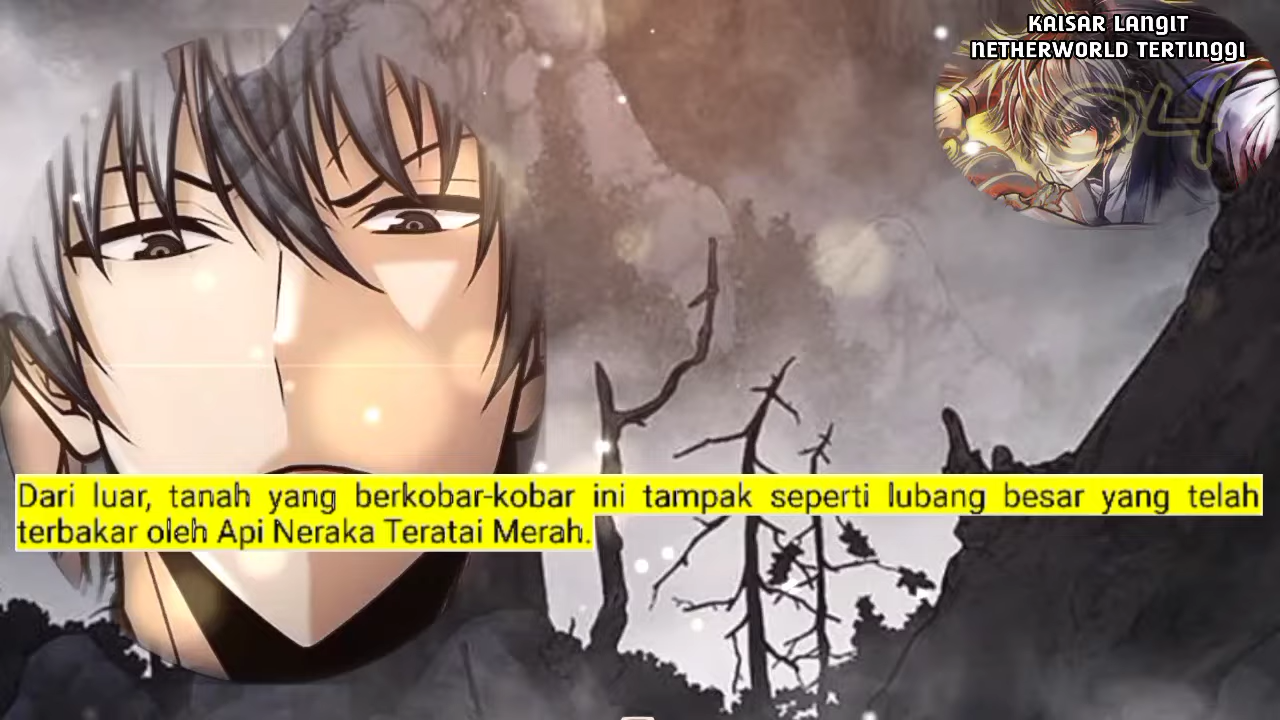 KAISAR LANGIT
NETHERWORLD TERTINGGI
Dari luar, tanah yang berkobar-kobar ini tampak seperti lubang besar yang telah
terbakar oleh Api Neraka Teratai Merah.